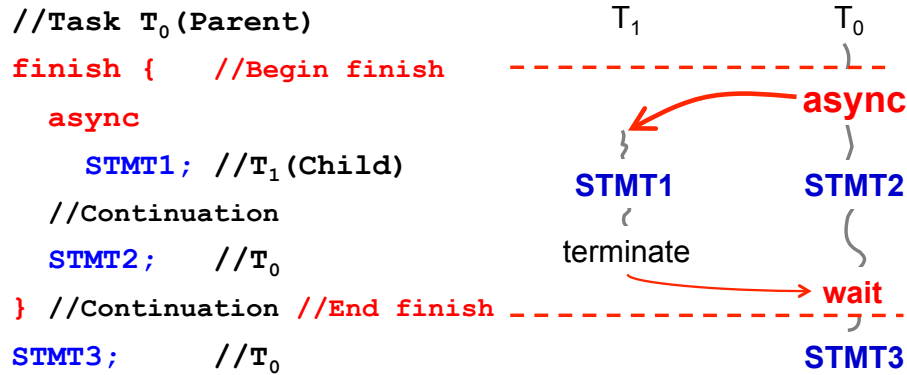 //Task T₀(Parent)
finish { //Begin finish
async
STMT1; //T₁(Child)
//Continuation
STMT2; //T₀
} //Continuation //End finish
STMT3; //T₀
T₁ T₀
async
STMT1 STMT2
terminate
wait
STMT3